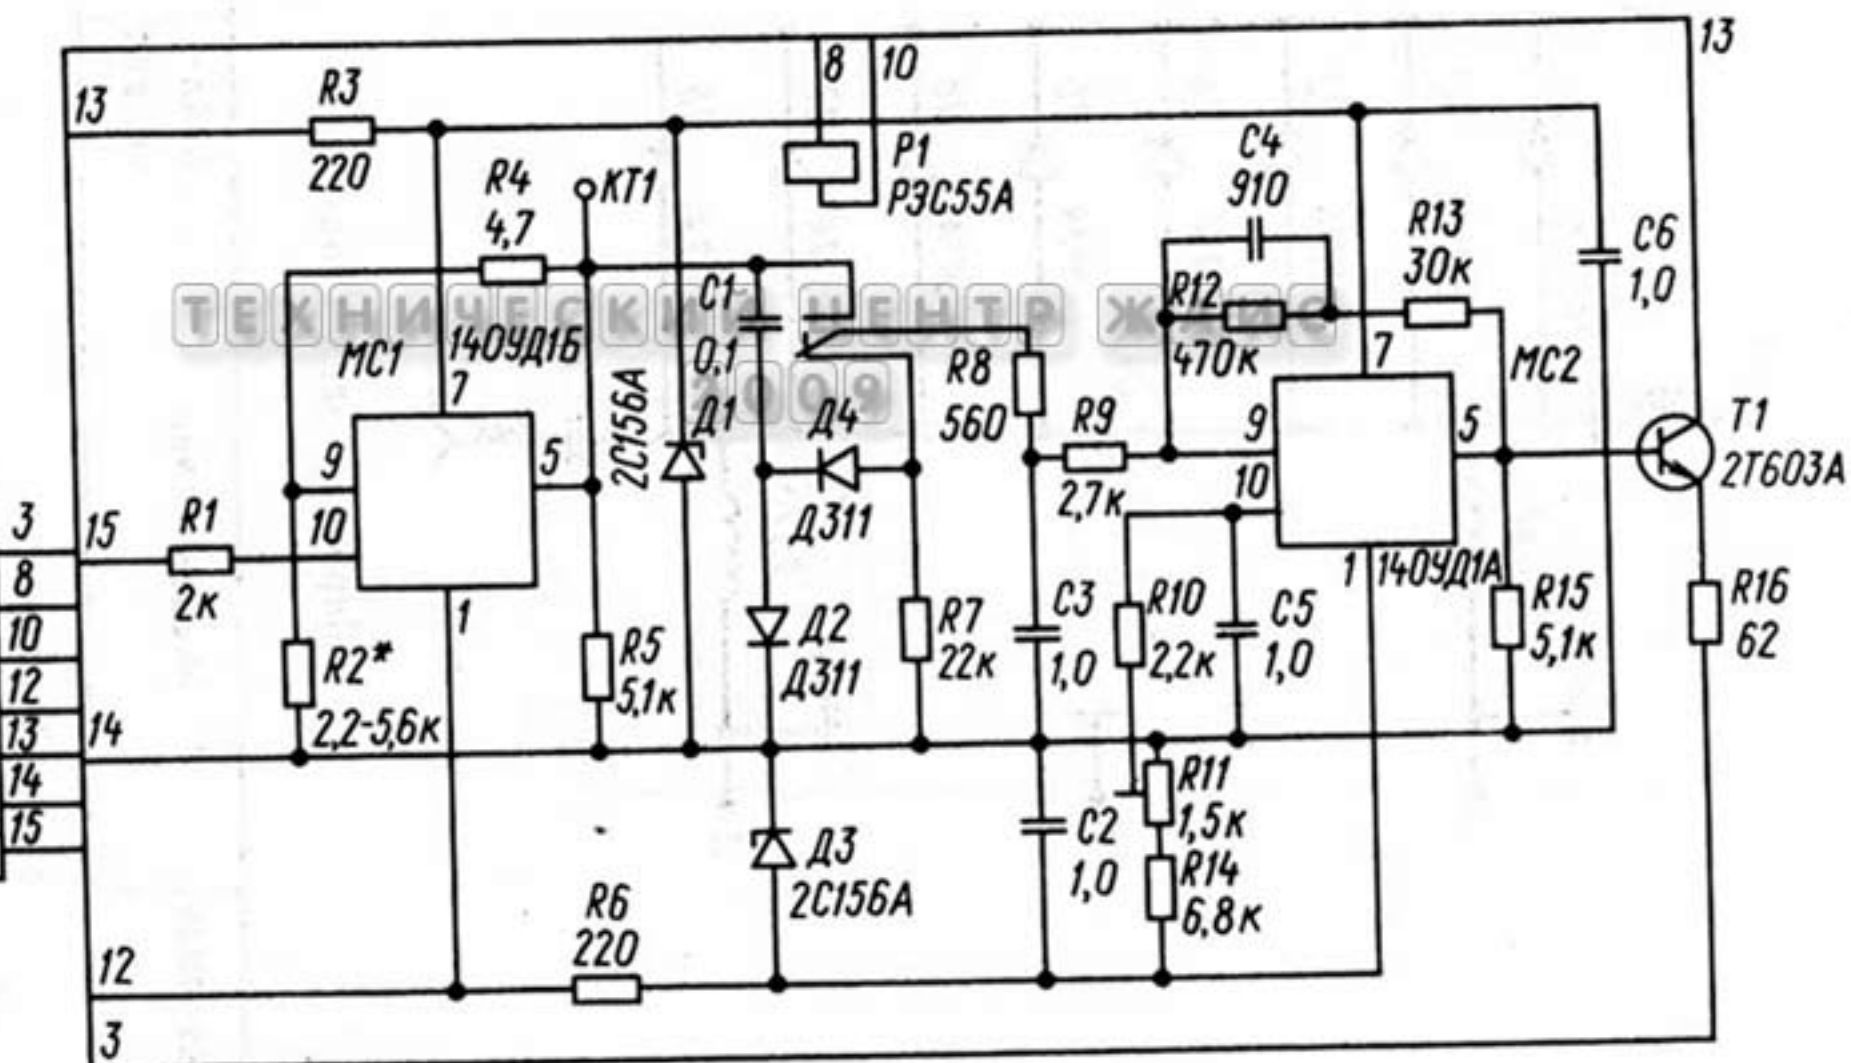 13
8
10
13
R3
220
P1
РЭС55А
R4
4,7
КТ1
C4
910
R13
30к
C6
1,0
ТЕХНИЧЕСКИЙ ЦЕНТР ЖАИС
2009
C1
0,1
R12
470к
MC1
140УД1Б
7
7
MC2
2С156А
Д1
Д4
Д311
R8
560
R9
2,7к
9
10
5
9
10
5
T1
2Т603А
3
8
10
12
13
14
15
15
R1
2к
1
1
140УД1А
R2*
2,2-5,6к
R5
5,1к
Д2
Д311
R7
22к
C3
1,0
R10
2,2к
C5
1,0
R15
5,1к
R16
62
14
Д3
2С156А
C2
1,0
R11
1,5к
R14
6,8к
R6
220
12
3